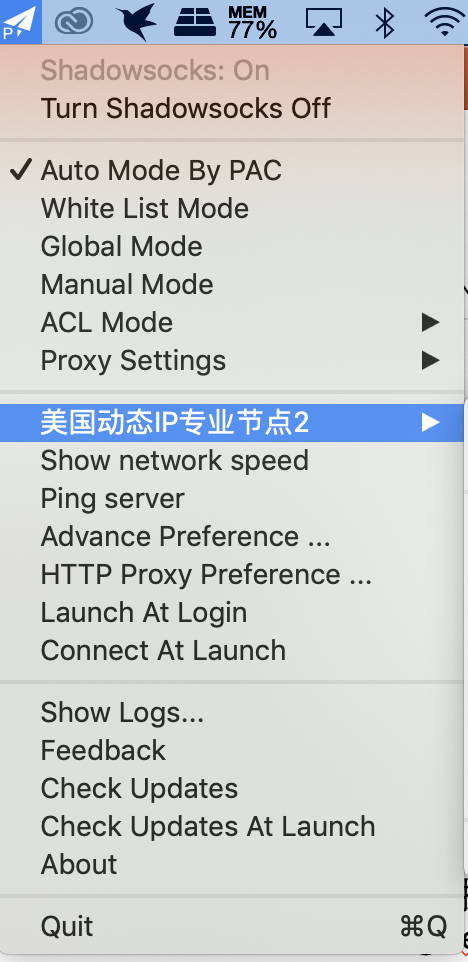 P
MEM
77%
Shadowsocks: On
Turn Shadowsocks Off
✓ Auto Mode By PAC
White List Mode
Global Mode
Manual Mode
ACL Mode ▶
Proxy Settings ▶
美国动态IP专业节点2 ▶
Show network speed
Ping server
Advance Preference ...
HTTP Proxy Preference ...
Launch At Login
Connect At Launch
Show Logs...
Feedback
Check Updates
Check Updates At Launch
About
Quit ⌘Q